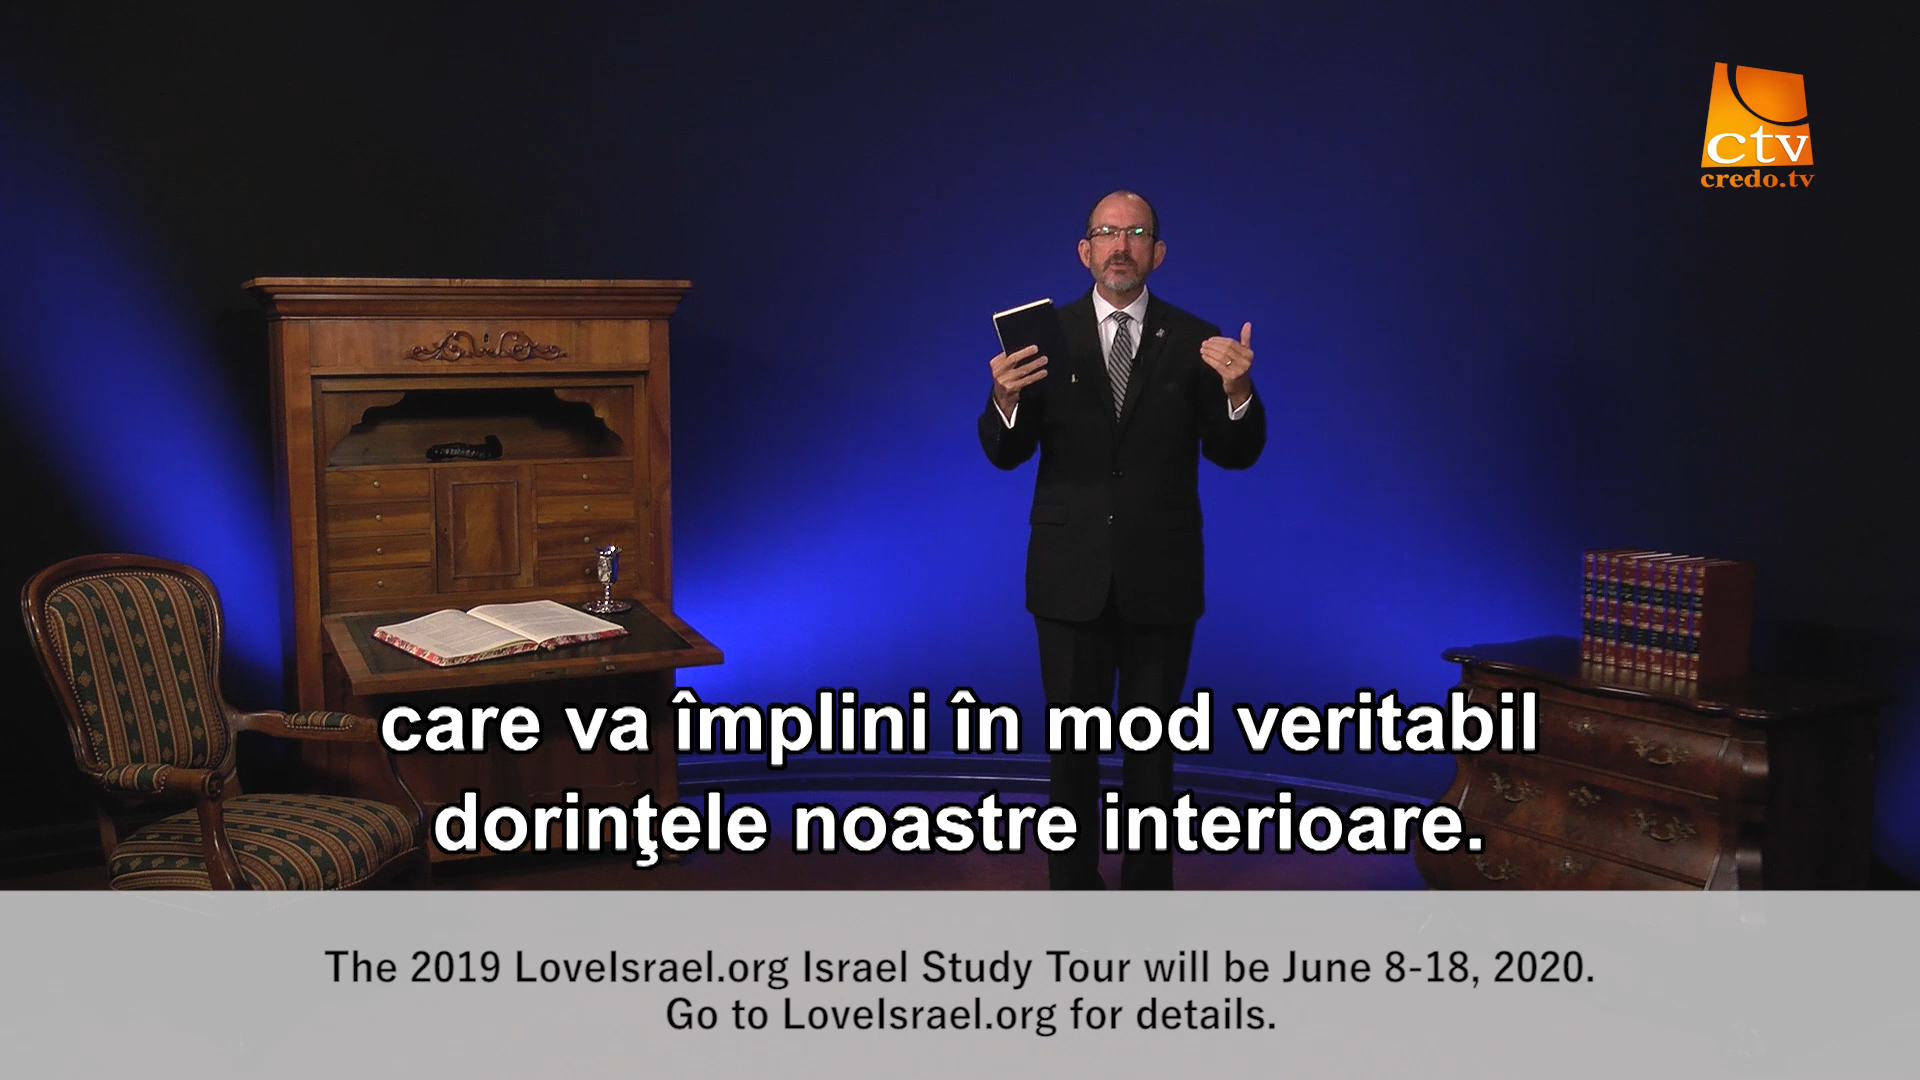 ctv
credo.tv
care va împlini în mod veritabil
dorinţele noastre interioare.
The 2019 LoveIsrael.org Israel Study Tour will be June 8-18, 2020.
Go to LoveIsrael.org for details.